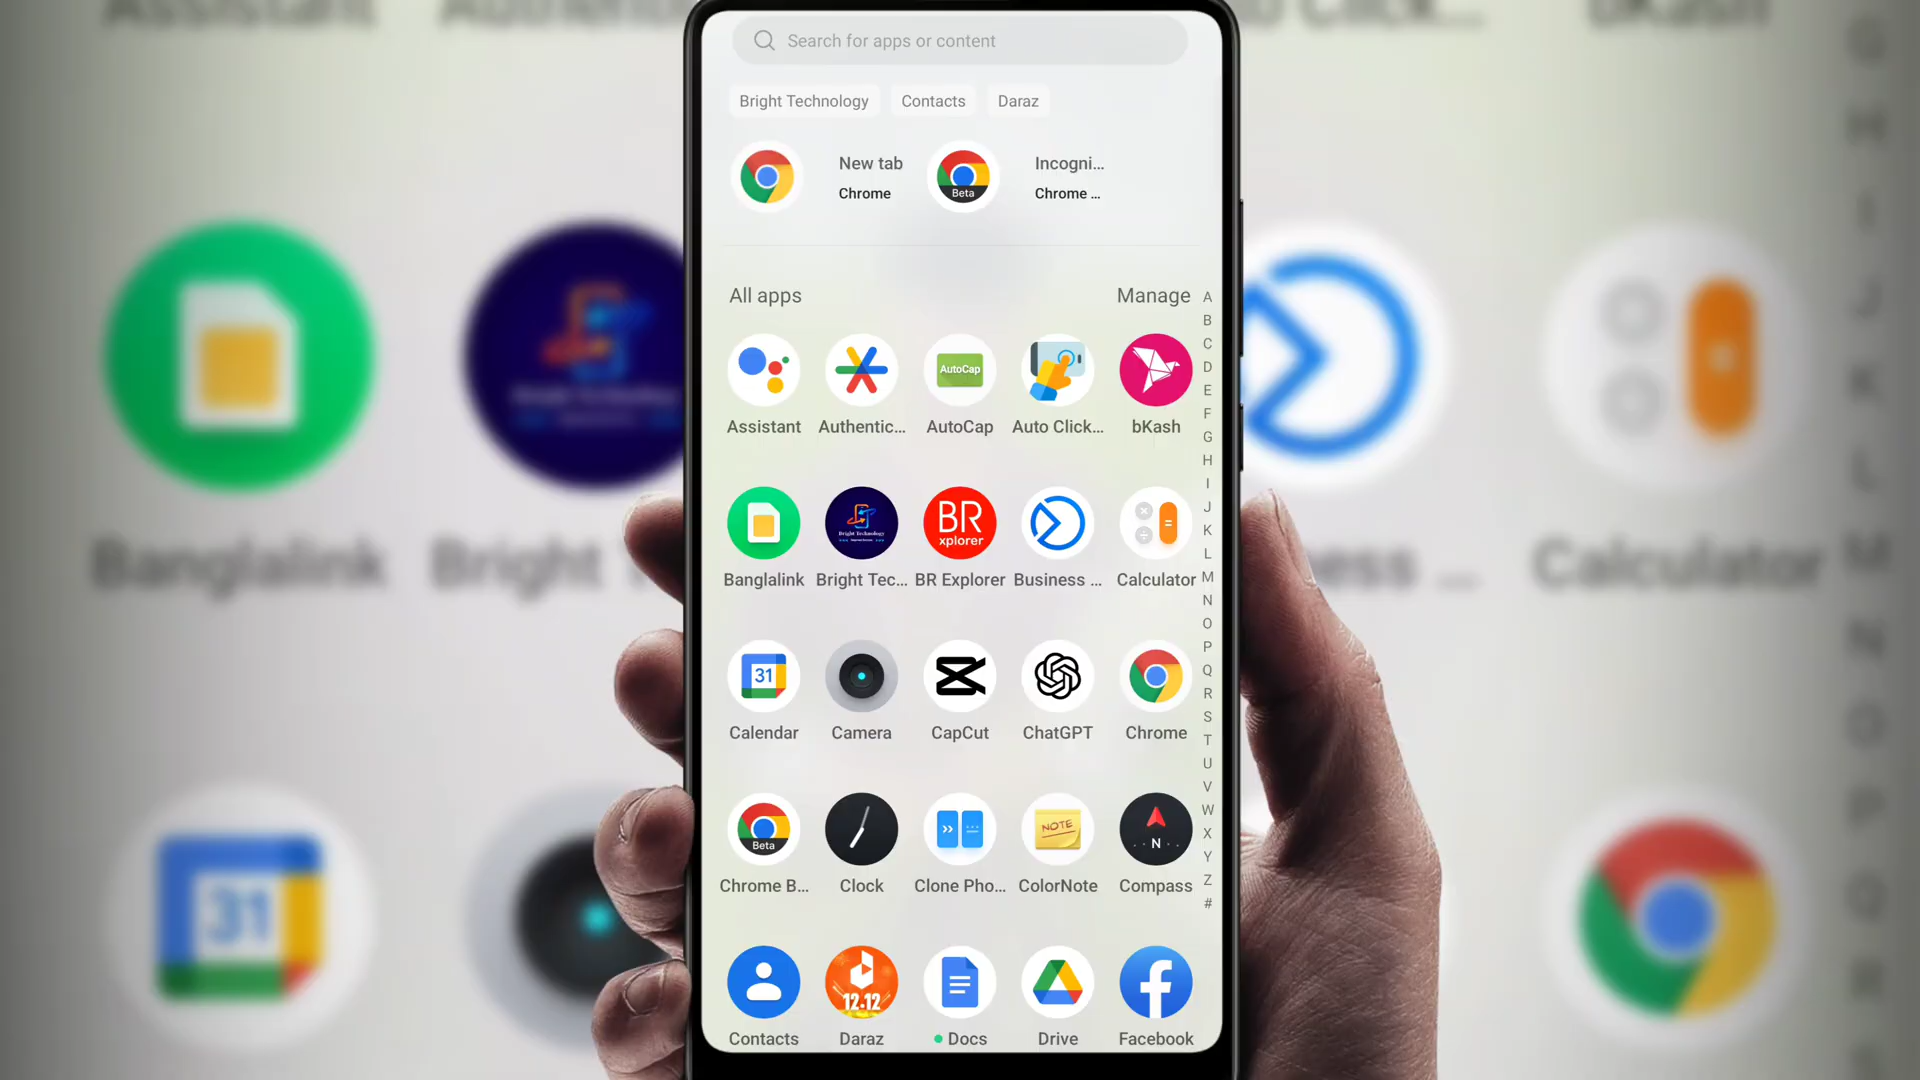 Search for apps or content
Bright Technology Contacts Daraz
New tab Incogni...
Chrome Beta Chrome ...
All apps Manage
A
B
C
D
E
F
G
H
I
J
K
L
M
N
O
P
Q
R
S
T
U
V
W
X
Y
Z
#
AutoCap
Assistant Authentic... AutoCap Auto Click... bKash
BR
xplorer
Bright Technology
Banglalink Bright Tec... BR Explorer Business ... Calculator
31
Calendar Camera CapCut ChatGPT Chrome
Beta NOTE N
Chrome B... Clock Clone Pho... ColorNote Compass
12.12
Contacts Daraz Docs Drive Facebook
Banglalink Bright ess ... Calculator
31